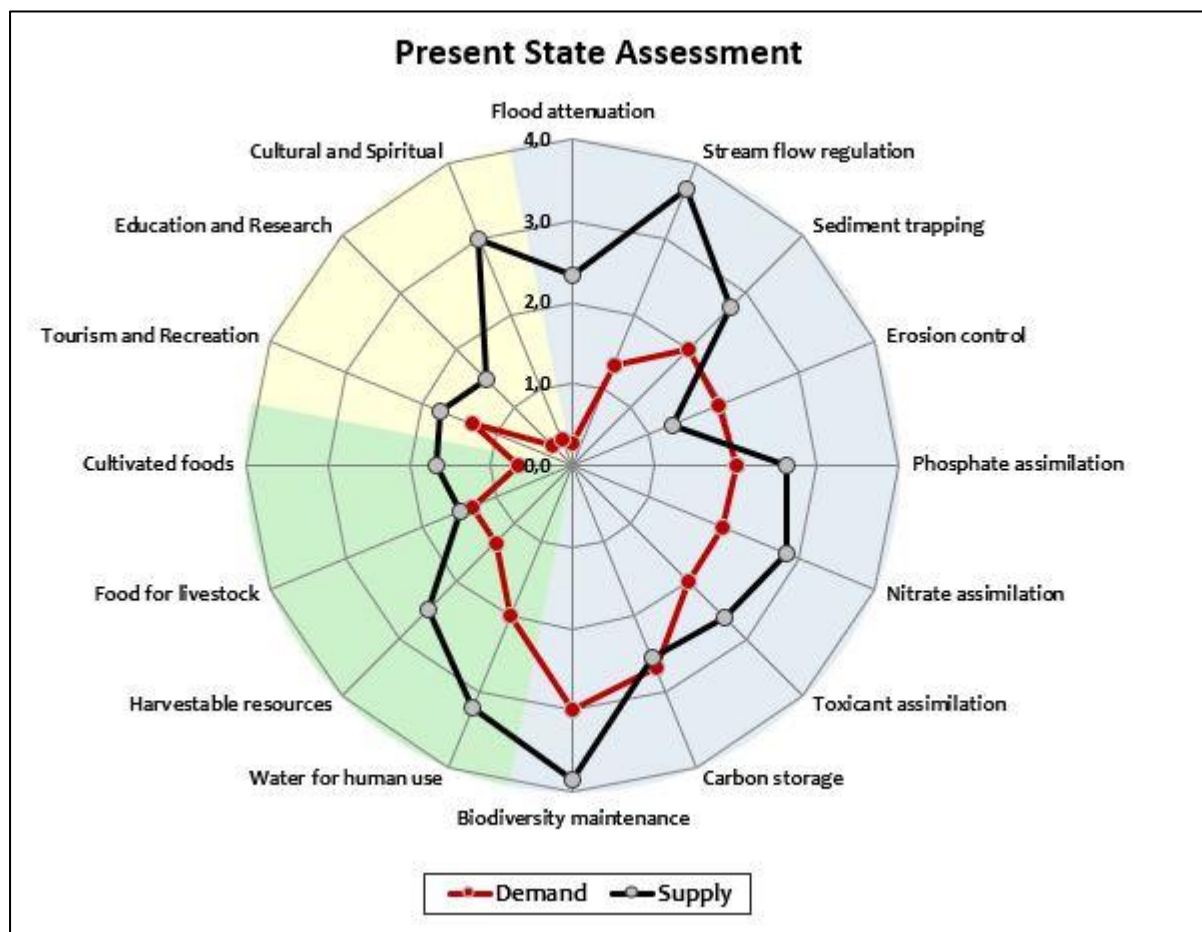 Present State Assessment
Flood attenuation
4,0
Cultural and Spiritual
Stream flow regulation
Education and Research
3,0
Sediment trapping
Tourism and Recreation
2,0
Erosion control
1,0
Cultivated foods
0,0
Phosphate assimilation
Food for livestock
Nitrate assimilation
Harvestable resources
Toxicant assimilation
Water for human use
Carbon storage
Biodiversity maintenance
Demand
Supply